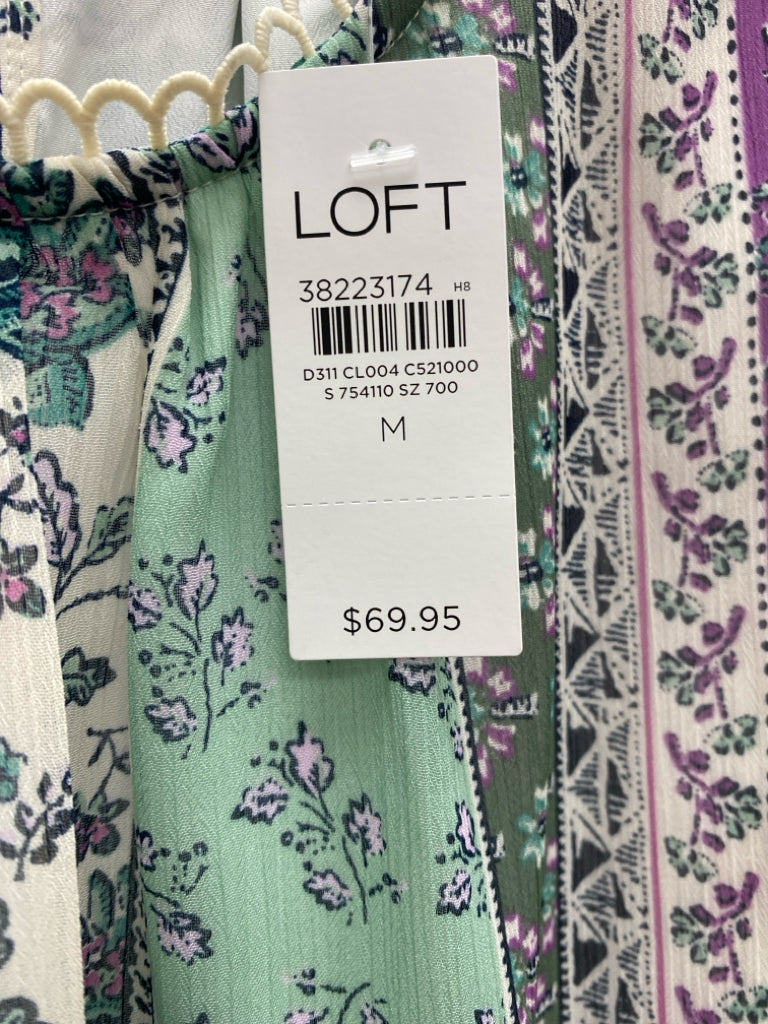 LOFT
38223174 H8
D311 CL004 C521000
S 754110 SZ 700
M
$69.95